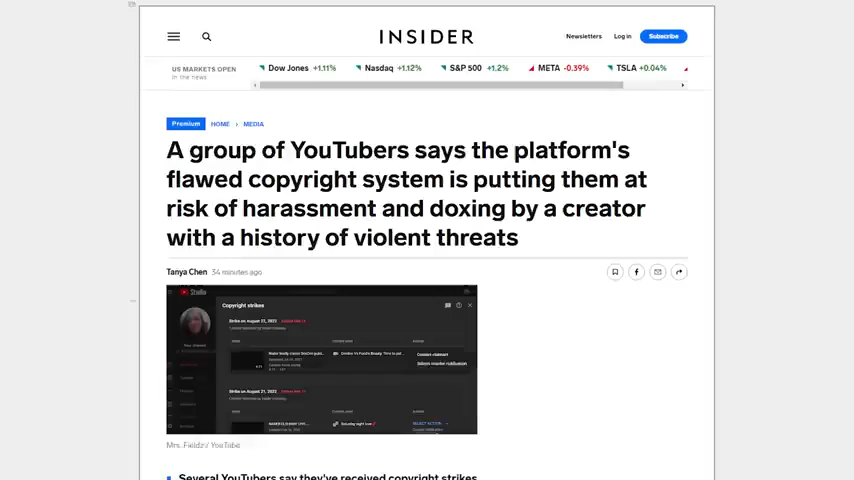 INSIDER
Newsletters
Log in
Subscribe
US MARKETS OPEN
In the news
Dow Jones +1.11%
Nasdaq +1.12%
S&P 500 +1.2%
META -0.39%
TSLA +0.04%
Premium
HOME › MEDIA
A group of YouTubers says the platform's
flawed copyright system is putting them at
risk of harassment and doxing by a creator
with a history of violent threats
Tanya Chen 34 minutes ago
Studio
Copyright strikes
Mrs. Fieldz/ YouTube
Several YouTubers say they've received copyright strikes